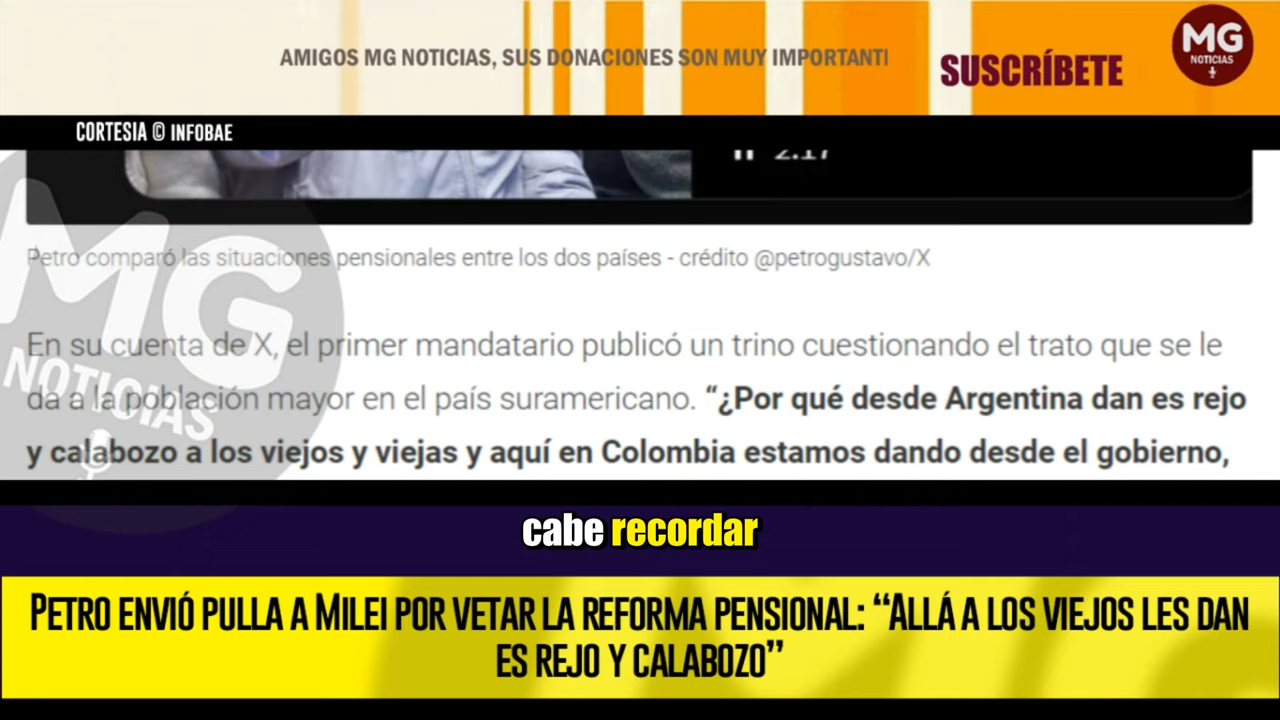 AMIGOS MG NOTICIAS, SUS DONACIONES SON MUY IMPORTANT
SUSCRÍBETE
MG
NOTICIAS
CORTESIA © INFOBAE
Petro comparó las situaciones pensionales entre los dos países - crédito @petrogustavo/X
En su cuenta de X, el primer mandatario publicó un trino cuestionando el trato que se le
da a la población mayor en el país suramericano. “¿Por qué desde Argentina dan es rejo
y calabozo a los viejos y viejas y aquí en Colombia estamos dando desde el gobierno,
MG
NOTICIAS
cabe recordar
PETRO ENVIÓ PULLA A MILEI POR VETAR LA REFORMA PENSIONAL: “ALLÁ A LOS VIEJOS LES DAN
ES REJO Y CALABOZO”